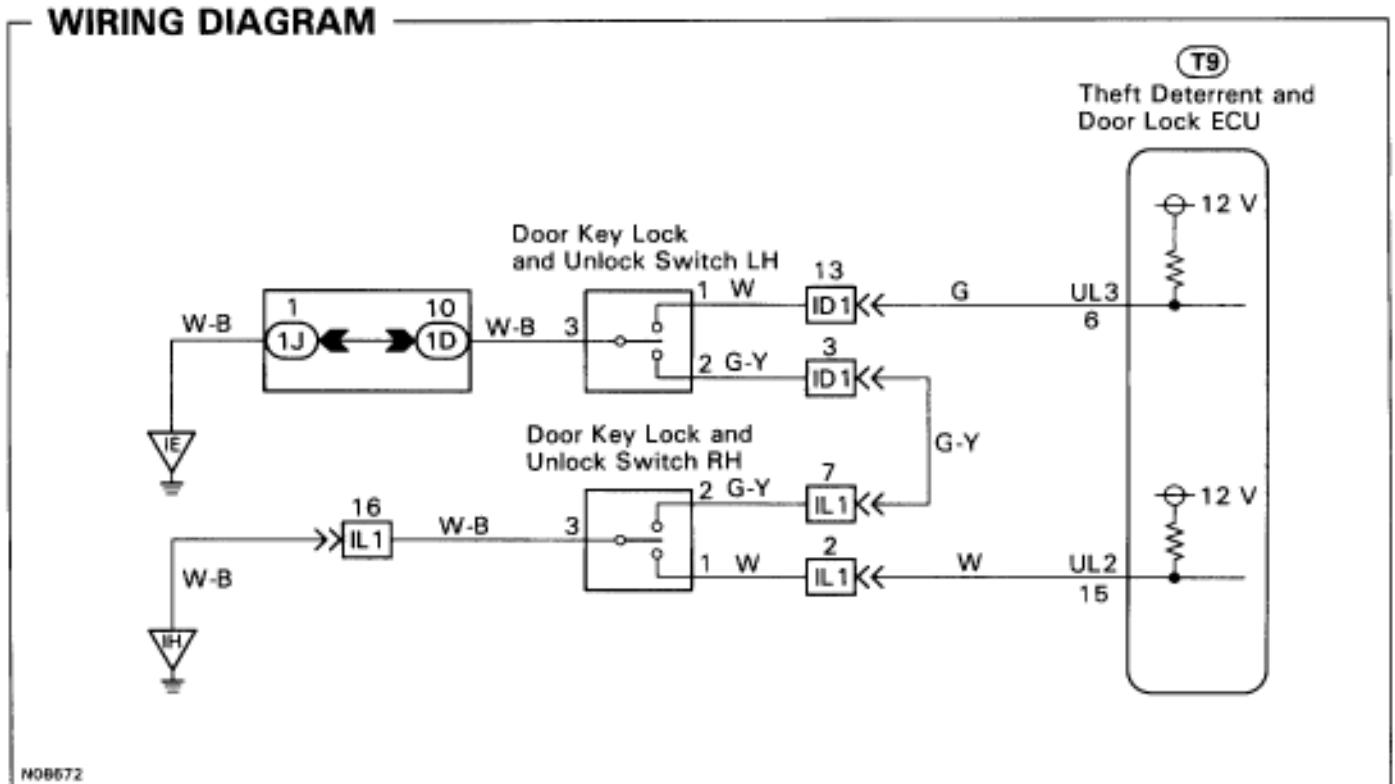 WIRING DIAGRAM
T9
Theft Deterrent and
Door Lock ECU
12 V
Door Key Lock
and Unlock Switch LH
1 W
13
ID1
G
UL3
6
W-B
1
1J
10
1D
W-B
3
2 G-Y
3
ID1
IE
G-Y
Door Key Lock and
Unlock Switch RH
2 G-Y
7
IL1
12 V
16
IL1
W-B
3
1 W
2
IL1
W
UL2
15
W-B
IH
N08672